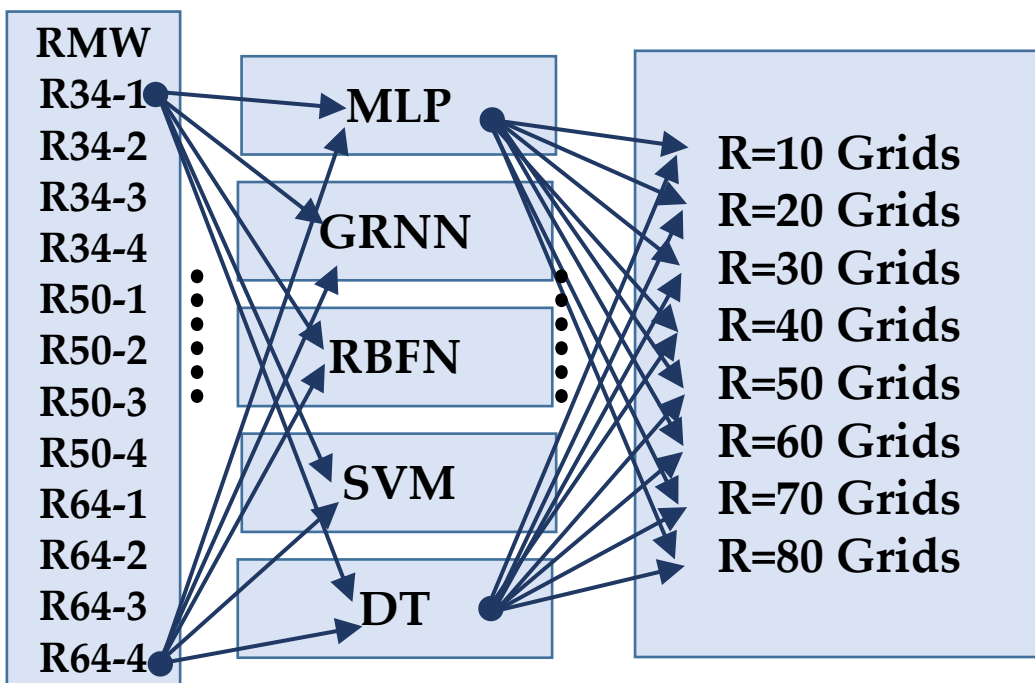 RMW
R34-1
R34-2
R34-3
R34-4
R50-1
R50-2
R50-3
R50-4
R64-1
R64-2
R64-3
R64-4
MLP
GRNN
RBFN
SVM
DT
R=10 Grids
R=20 Grids
R=30 Grids
R=40 Grids
R=50 Grids
R=60 Grids
R=70 Grids
R=80 Grids